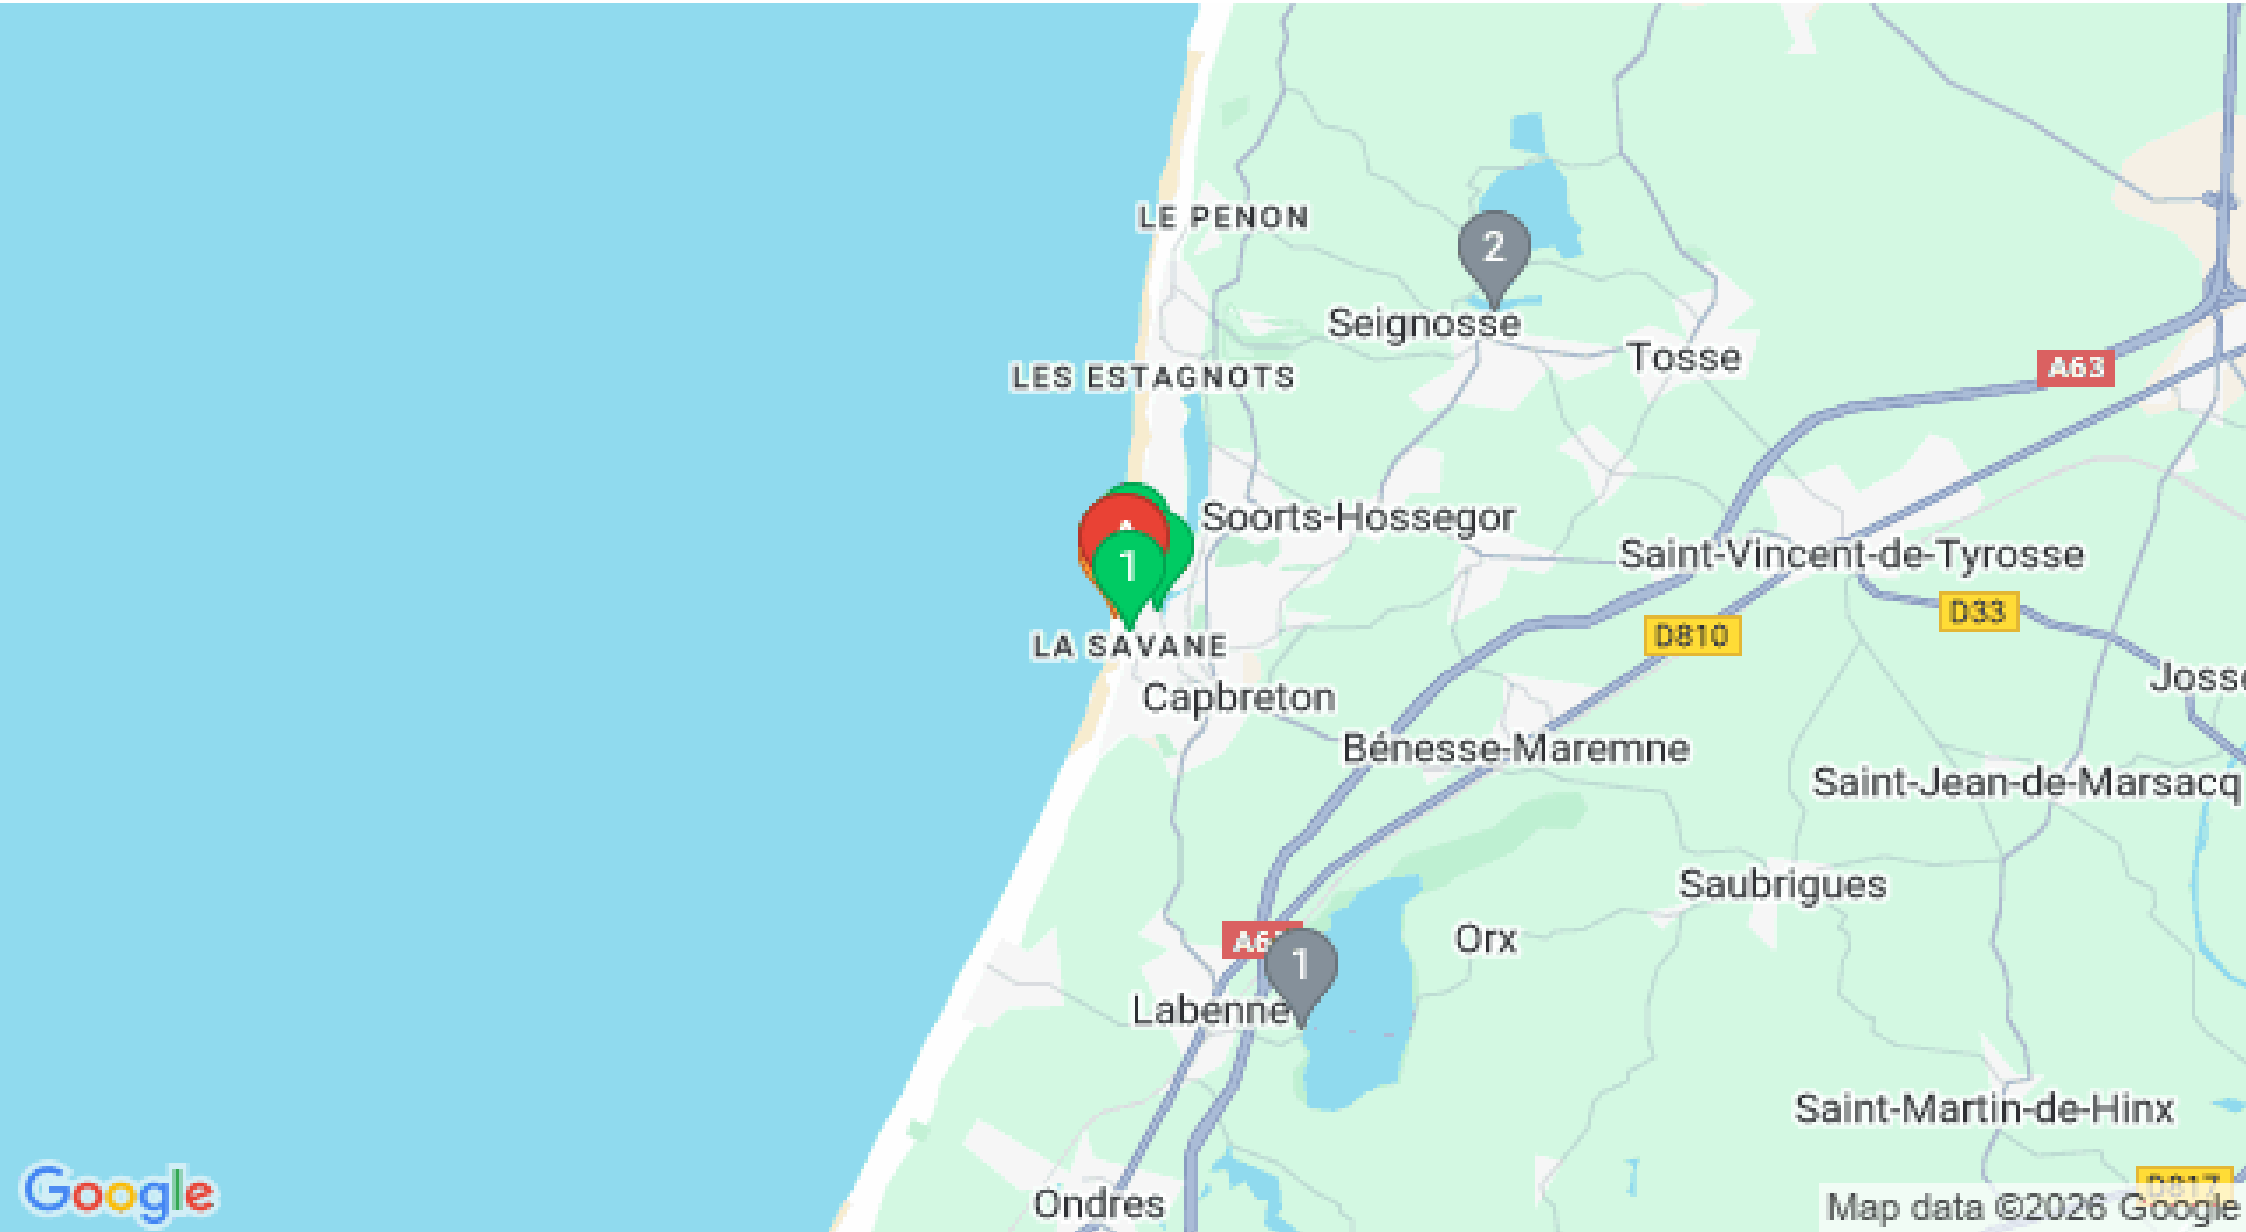 LE PENON
2
Seignosse
Tosse
A63
LES ESTAGNOTS
Soorts-Hossegor
1
Saint-Vincent-de-Tyrosse
D33
D810
LA SAVANE
Josse
Capbreton
Bénesse-Maremne
Saint-Jean-de-Marsacq
Saubrigues
Orx
1
Labenne
Saint-Martin-de-Hinx
D817
Ondres
Google
Map data ©2026 Google